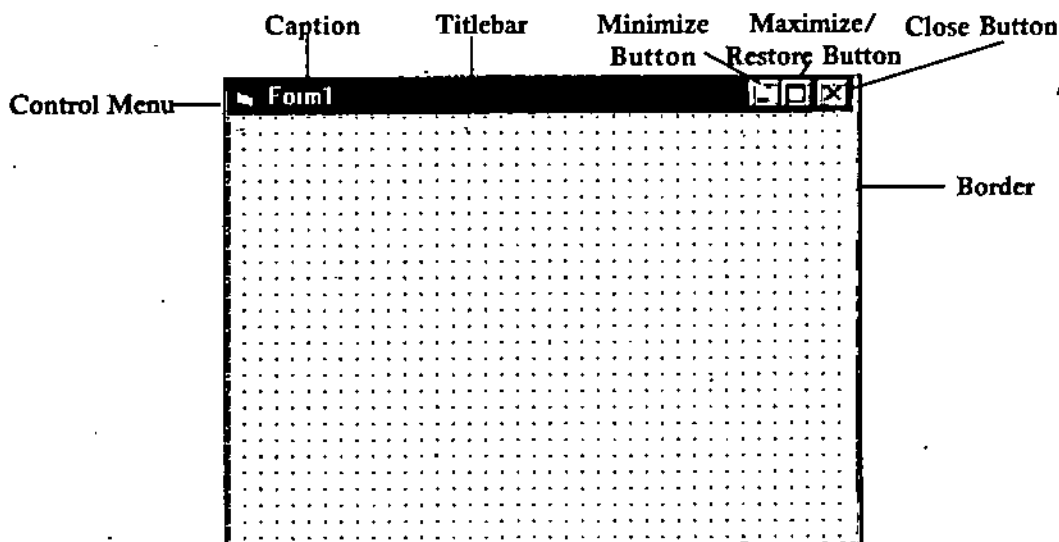 Caption
Titlebar
Minimize
Button
Maximize/
Restore Button
Close Button
Control Menu
Form1
Border